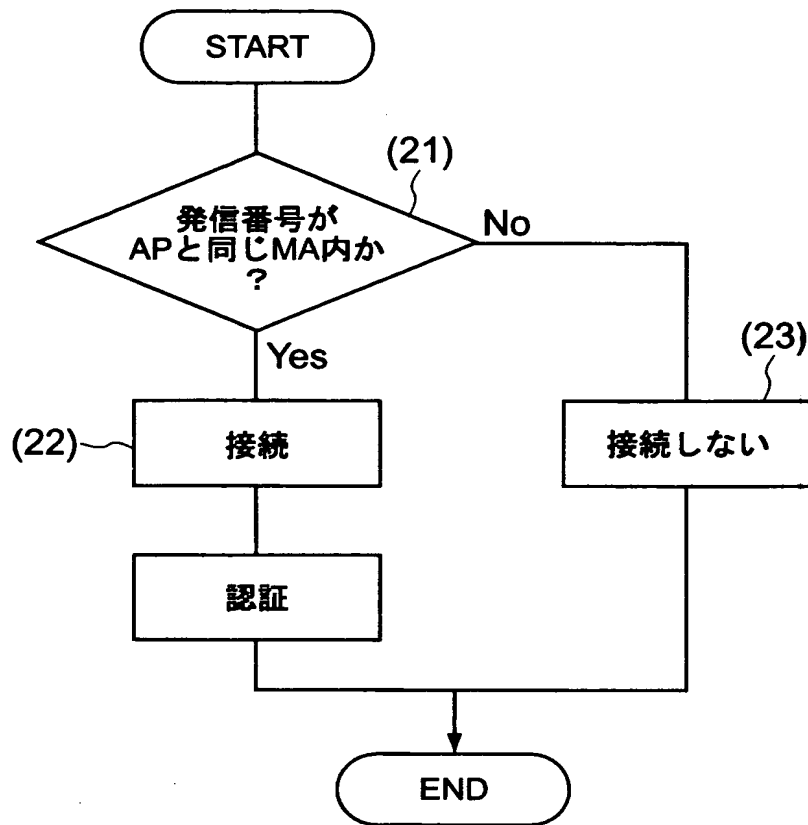 START
(21)
発信番号が
APと同じMA内か
?
No
Yes
(23)
(22)
接続
接続しない
認証
END